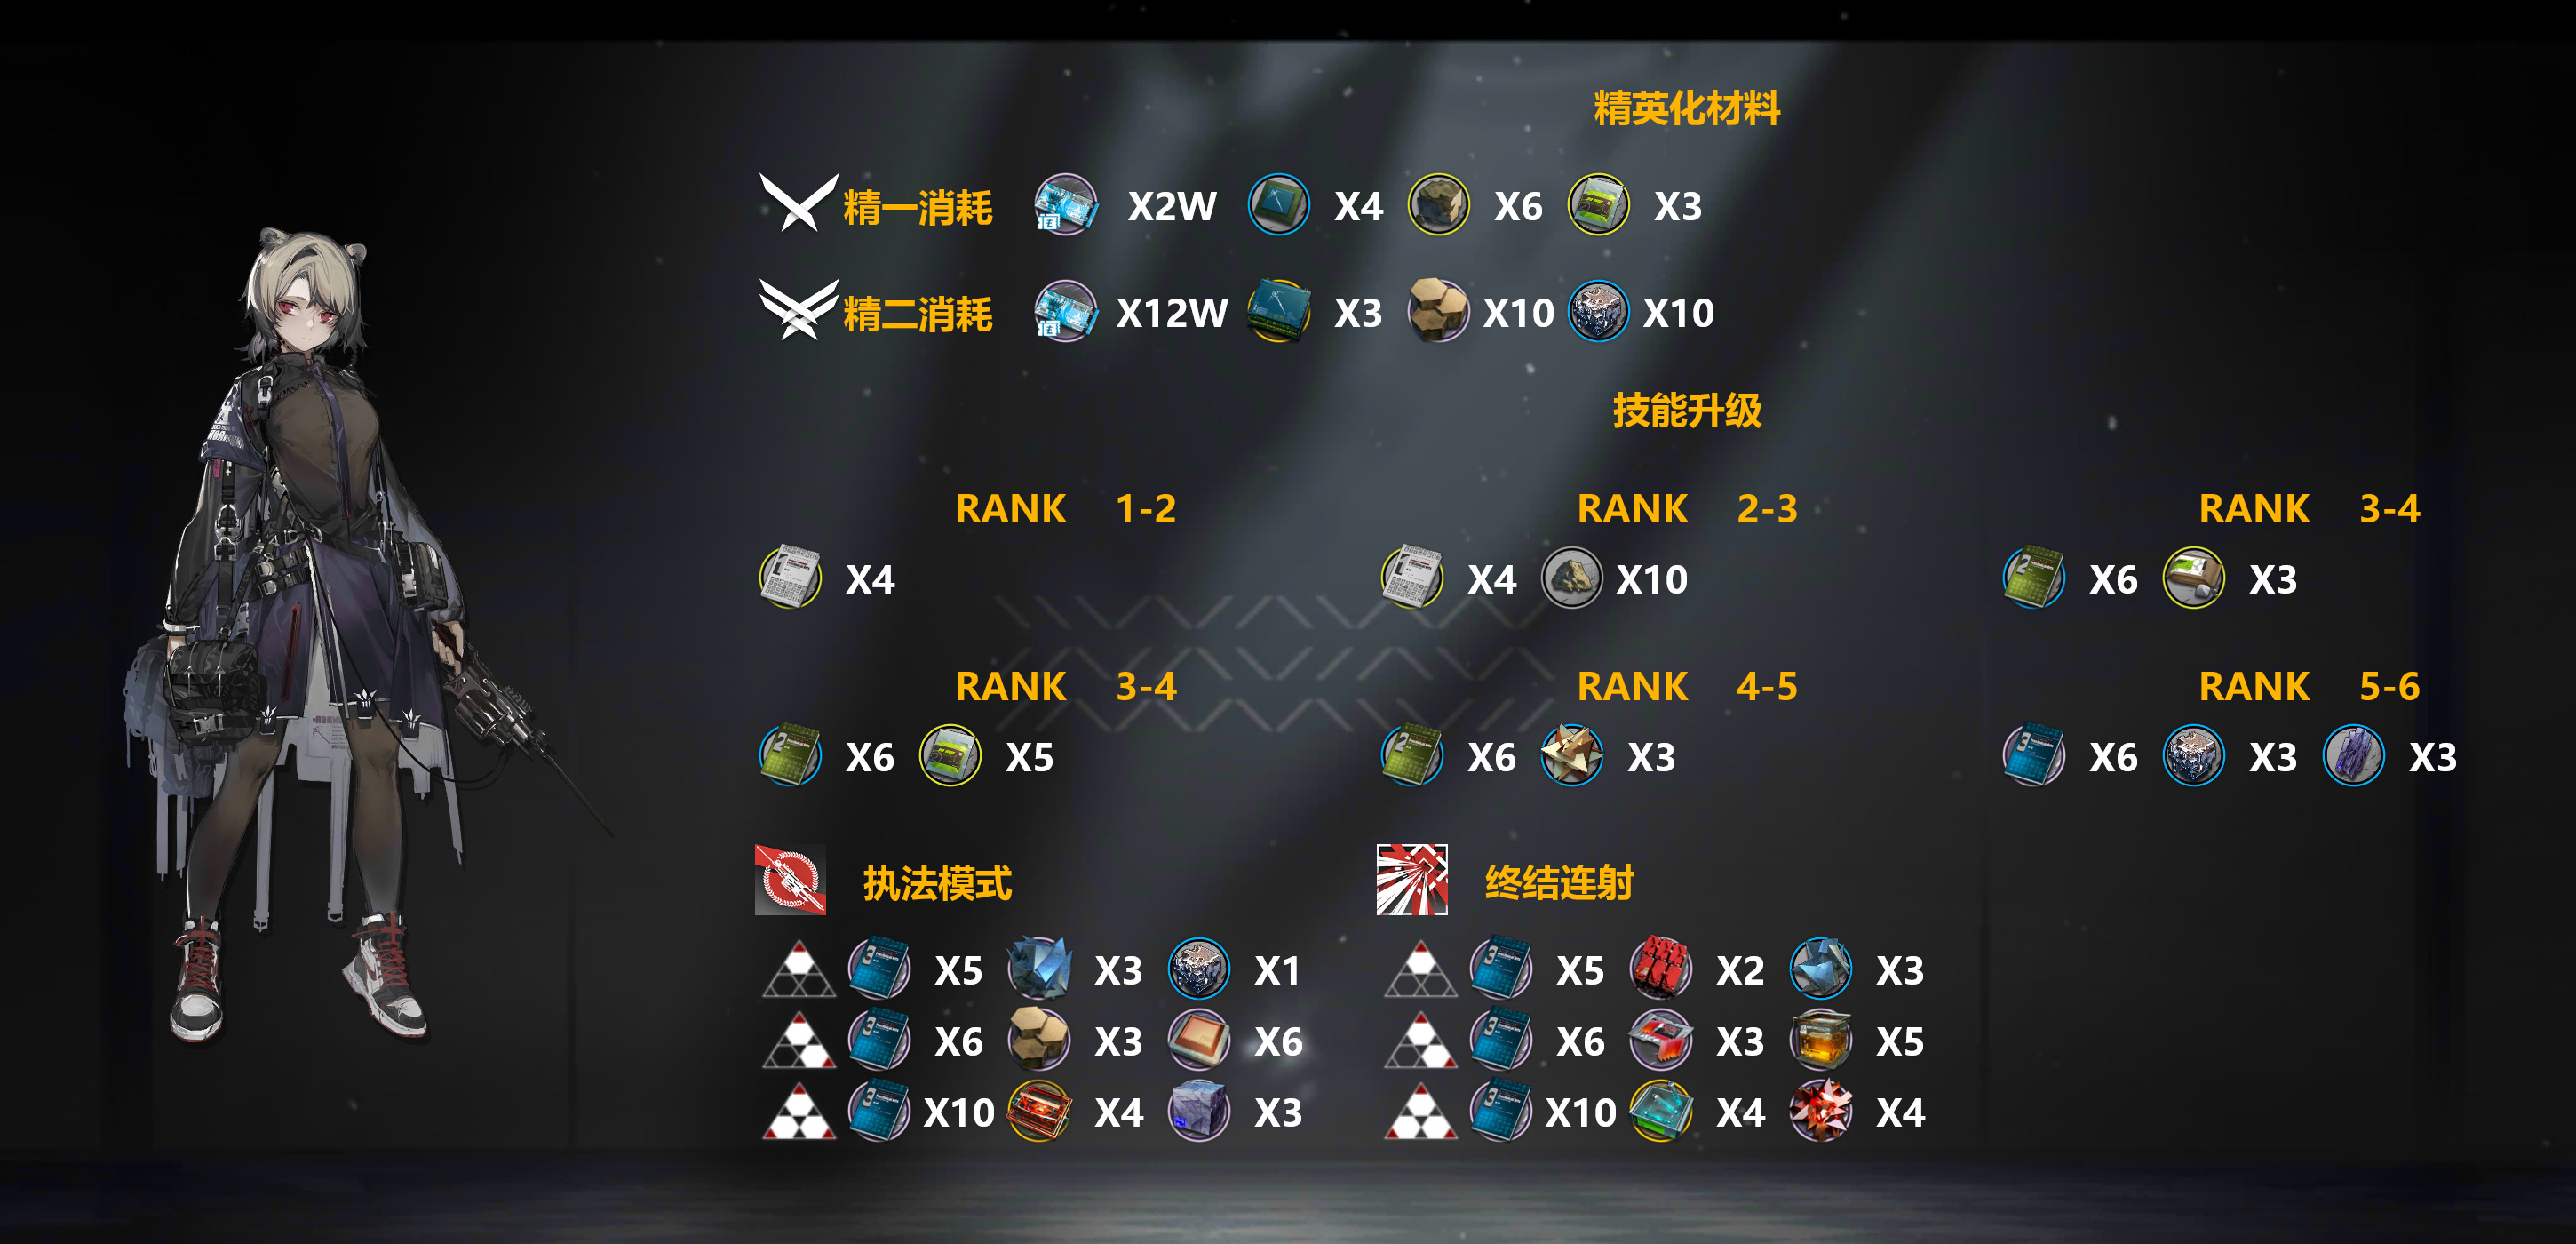 精英化材料
精一消耗 X2W X4 X6 X3
精二消耗 X12W X3 X10 X10
技能升级
RANK 1-2 RANK 2-3 RANK 3-4
X4 X4 X10 X6 X3
RANK 3-4 RANK 4-5 RANK 5-6
X6 X5 X6 X3 X6 X3 X3
执法模式 终结连射
X5 X3 X1 X5 X2 X3
X6 X3 X6 X6 X3 X5
X10 X4 X3 X10 X4 X4